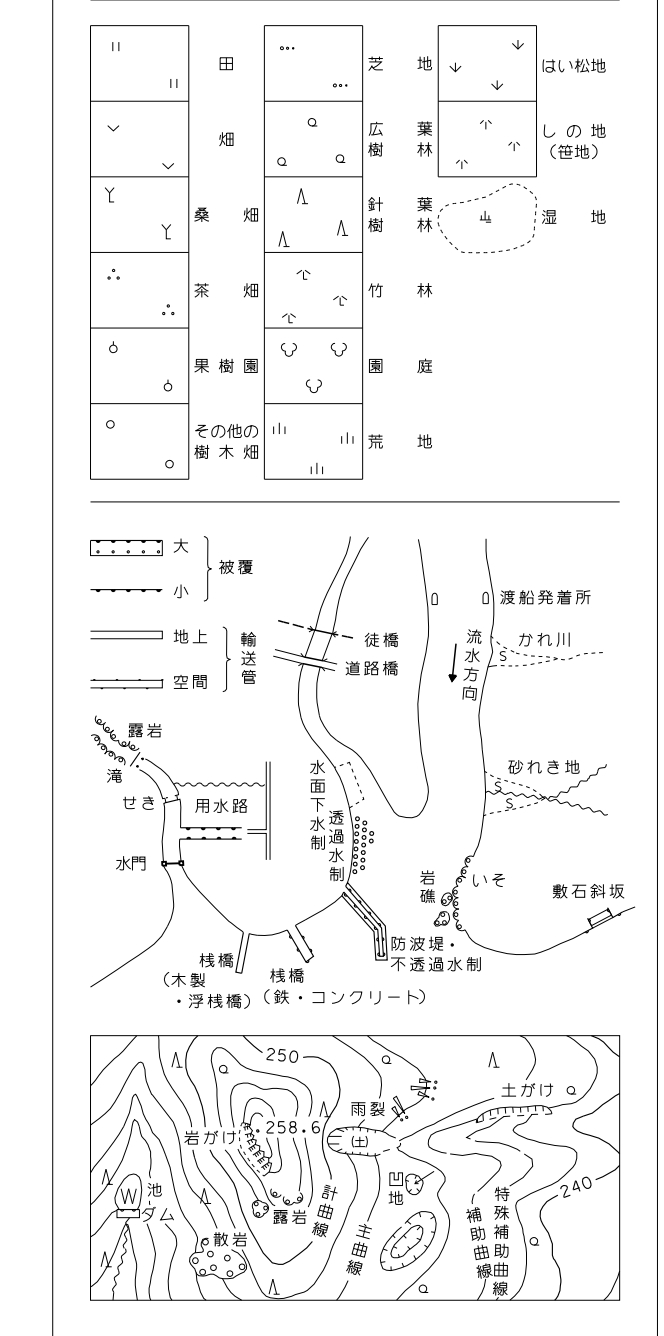 田
畑
桑畑
茶畑
果樹園
その他の
樹木畑
芝地
広葉
樹林
針葉
樹林
竹林
園庭
荒地
はい松地
しの地
（笹地）
湿地
大
小
被覆
地上
空間
輸送管
徒橋
道路橋
渡船発着所
流水方向
かれ川
S
露岩
滝
せき
用水路
水門
水面下水制
透過水制
砂れき地
S
S
岩礁
いそ
敷石斜坂
防波堤・
不透過水制
桟橋
（木製
・浮桟橋）
桟橋
（鉄・コンクリート）
250
土がけ
雨裂
岩がけ
.258.6
（土）
凹地
池
W
ダム
露岩
散岩
計曲線
主曲線
補助曲線
特殊補助曲線
240